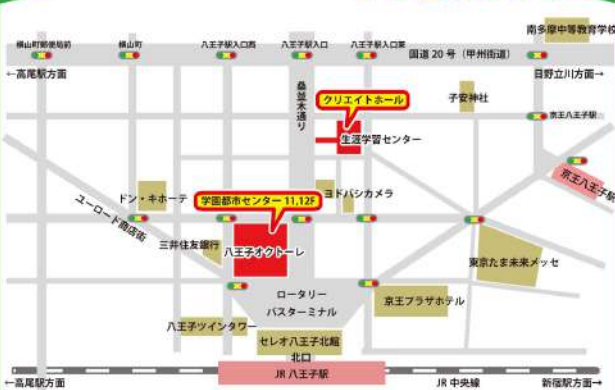 南多摩中等教育学校
横山町郵便局前
横山町
八王子駅入口西
八王子駅入口
八王子駅入口東
国道20号（甲州街道）
←高尾駅方面
日野立川方面→
桑並木通り
クリエイトホール
子安神社
京王八王子駅
生涯学習センター
京王八王子駅
ドン・キホーテ
学園都市センター 11,12F
ヨドバシカメラ
ユーロード商店街
三井住友銀行
八王子オクトーレ
東京たま未来メッセ
ロータリー
バスターミナル
京王プラザホテル
八王子ツインタワー
セレオ八王子北館
北口
JR 八王子駅
←高尾駅方面
JR 中央線
新宿駅方面→